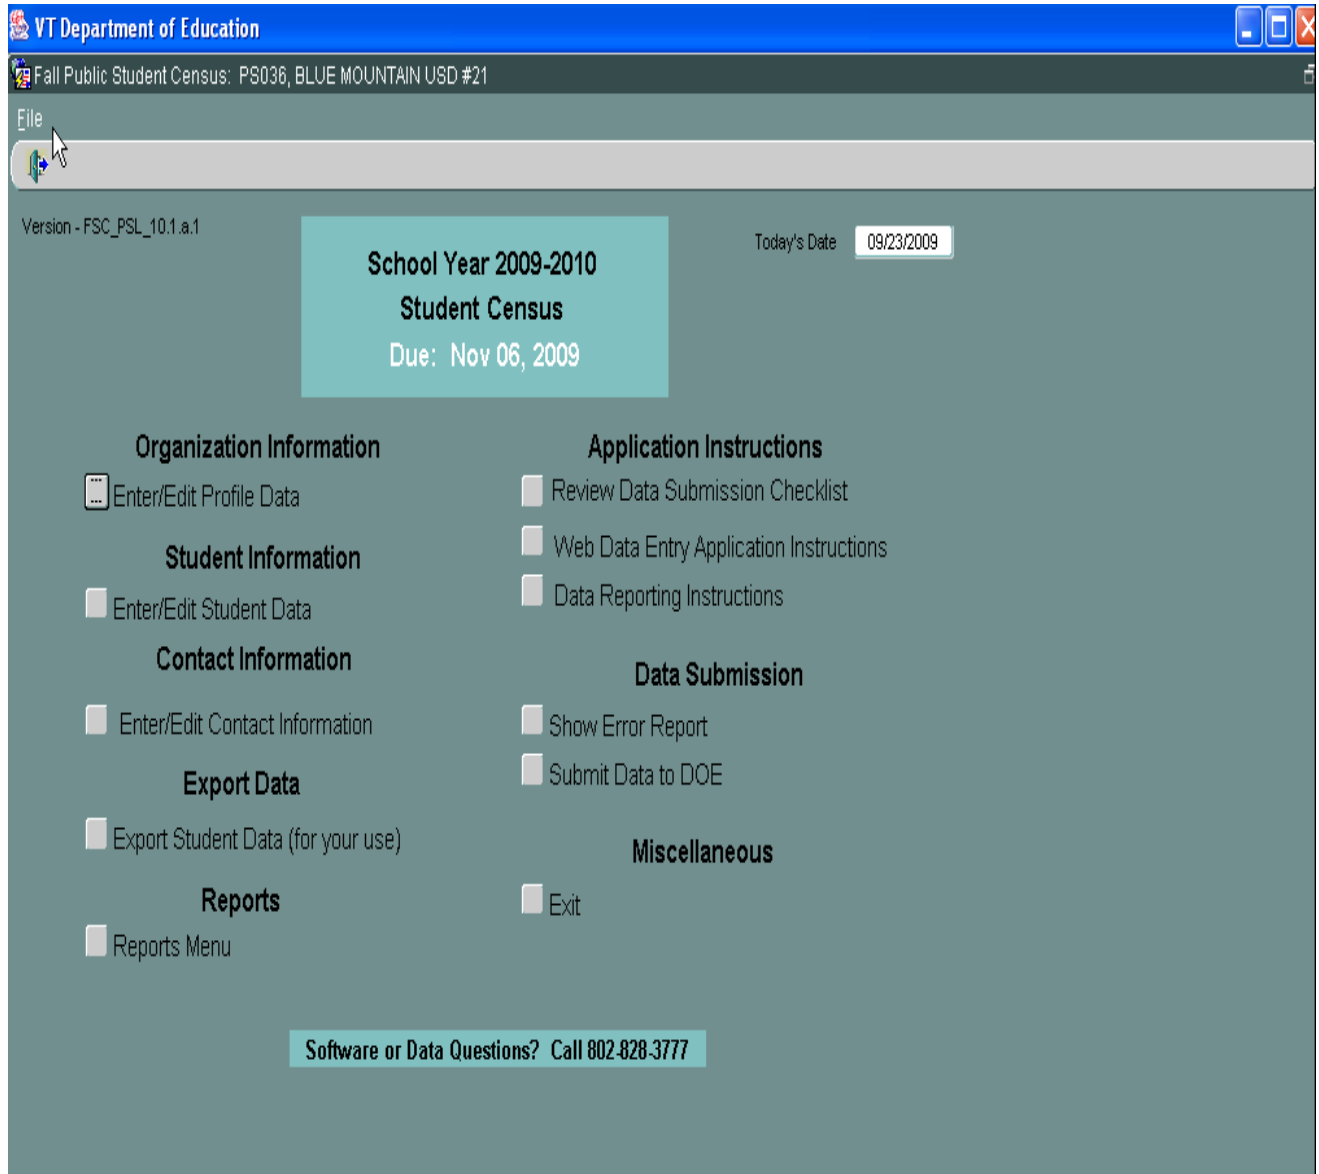 VT Department of Education
Fall Public Student Census: PS036, BLUE MOUNTAIN USD #21
File
Version - FSC_PSL_10.1.a.1
School Year 2009-2010
Student Census
Due: Nov 06, 2009
Today's Date 09/23/2009
Organization Information
Enter/Edit Profile Data
Student Information
Enter/Edit Student Data
Contact Information
Enter/Edit Contact Information
Export Data
Export Student Data (for your use)
Reports
Reports Menu
Application Instructions
Review Data Submission Checklist
Web Data Entry Application Instructions
Data Reporting Instructions
Data Submission
Show Error Report
Submit Data to DOE
Miscellaneous
Exit
Software or Data Questions? Call 802-828-3777